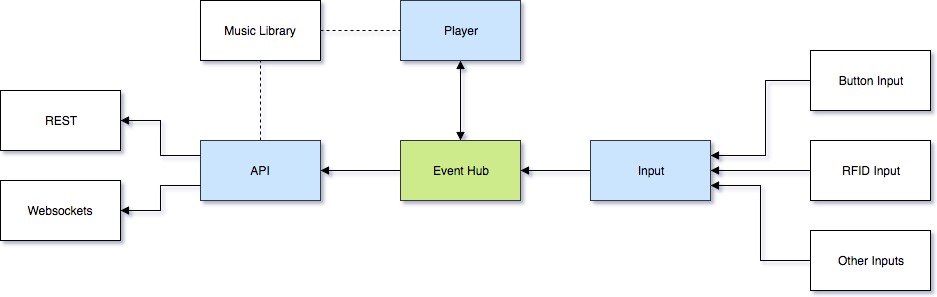 Music Library
Player
Button Input
REST
API
Event Hub
Input
RFID Input
Websockets
Other Inputs